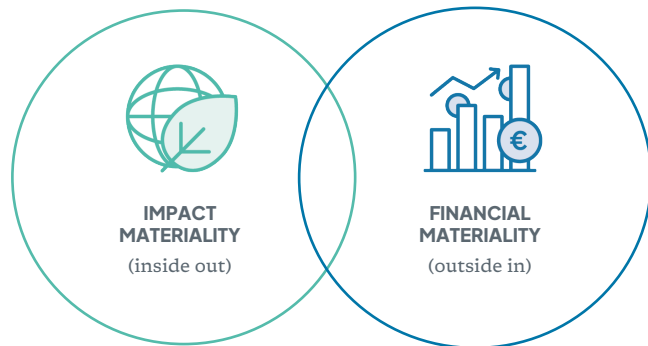 IMPACT
MATERIALITY
(inside out)
€
FINANCIAL
MATERIALITY
(outside in)